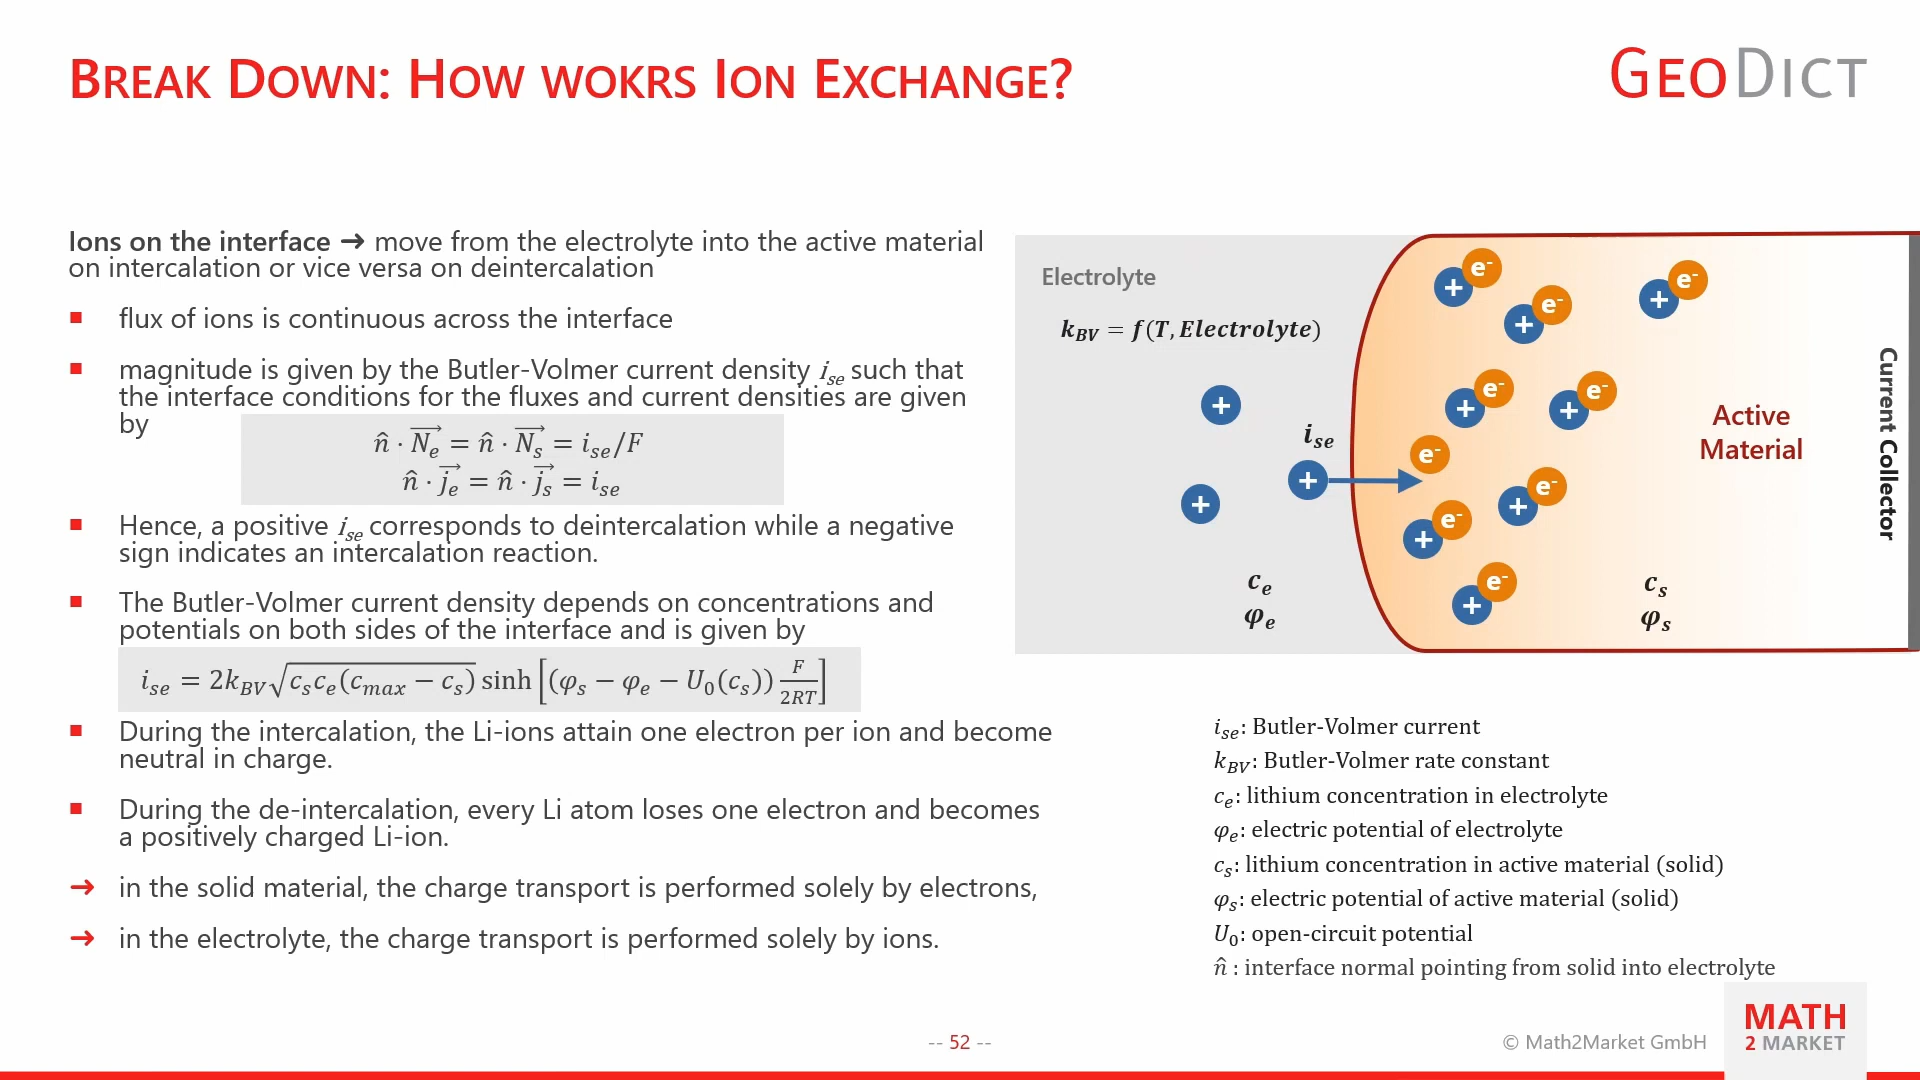 BREAK DOWN: HOW WOKRS ION EXCHANGE?
GEODICT
Ions on the interface ➜ move from the electrolyte into the active material
on intercalation or vice versa on deintercalation
▪ flux of ions is continuous across the interface
▪ magnitude is given by the Butler-Volmer current density i_se such that
the interface conditions for the fluxes and current densities are given
by
n̂ · N⃗_e = n̂ · N⃗_s = i_se/F
n̂ · j⃗_e = n̂ · j⃗_s = i_se
▪ Hence, a positive i_se corresponds to deintercalation while a negative
sign indicates an intercalation reaction.
▪ The Butler-Volmer current density depends on concentrations and
potentials on both sides of the interface and is given by
i_se = 2k_BV √(c_s c_e (c_max − c_s)) sinh [(φ_s − φ_e − U_0(c_s)) F/2RT]
▪ During the intercalation, the Li-ions attain one electron per ion and become
neutral in charge.
▪ During the de-intercalation, every Li atom loses one electron and becomes
a positively charged Li-ion.
➜ in the solid material, the charge transport is performed solely by electrons,
➜ in the electrolyte, the charge transport is performed solely by ions.
Electrolyte
k_BV = f(T, Electrolyte)
+ e⁻
+ e⁻
+ e⁻
+ e⁻
+ e⁻
+
e⁻
i_se
+
+
+ e⁻
+ e⁻
+ e⁻
Active
Material
Current Collector
c_e
φ_e
c_s
φ_s
i_se: Butler-Volmer current
k_BV: Butler-Volmer rate constant
c_e: lithium concentration in electrolyte
φ_e: electric potential of electrolyte
c_s: lithium concentration in active material (solid)
φ_s: electric potential of active material (solid)
U_0: open-circuit potential
n̂ : interface normal pointing from solid into electrolyte
-- 52 --
© Math2Market GmbH
MATH
2 MARKET